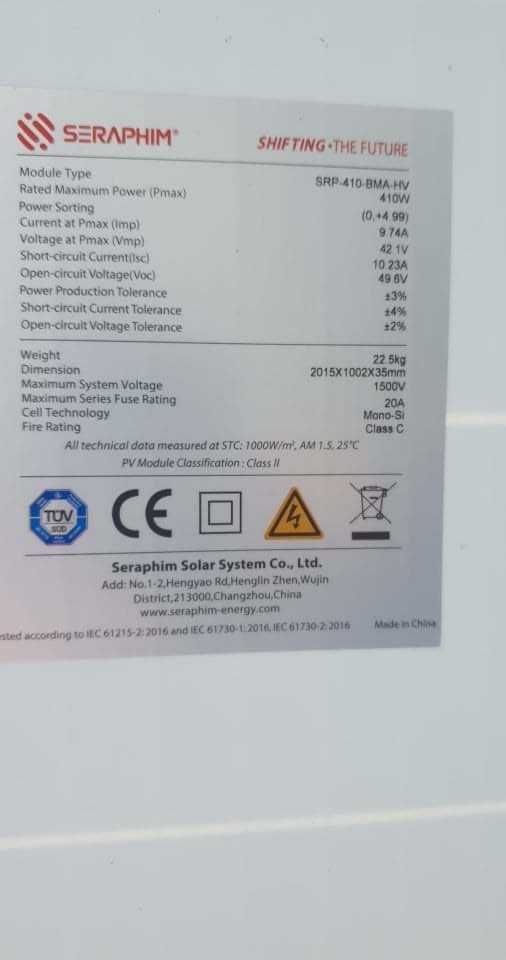 SERAPHIM®
SHIFTING•THE FUTURE
Module Type SRP-410-BMA-HV
Rated Maximum Power (Pmax) 410W
Power Sorting (0,+4.99)
Current at Pmax (Imp) 9.74A
Voltage at Pmax (Vmp) 42.1V
Short-circuit Current(Isc) 10.23A
Open-circuit Voltage(Voc) 49.6V
Power Production Tolerance ±3%
Short-circuit Current Tolerance ±4%
Open-circuit Voltage Tolerance ±2%
Weight 22.5kg
Dimension 2015X1002X35mm
Maximum System Voltage 1500V
Maximum Series Fuse Rating 20A
Cell Technology Mono-Si
Fire Rating Class C
All technical data measured at STC: 1000W/m², AM 1.5, 25°C
PV Module Classification : Class II
TÜV
SÜD
CE
Seraphim Solar System Co., Ltd.
Add: No.1-2,Hengyao Rd,Henglin Zhen,Wujin
District,213000,Changzhou,China
www.seraphim-energy.com
ested according to IEC 61215-2: 2016 and IEC 61730-1: 2016, IEC 61730-2: 2016 Made in China